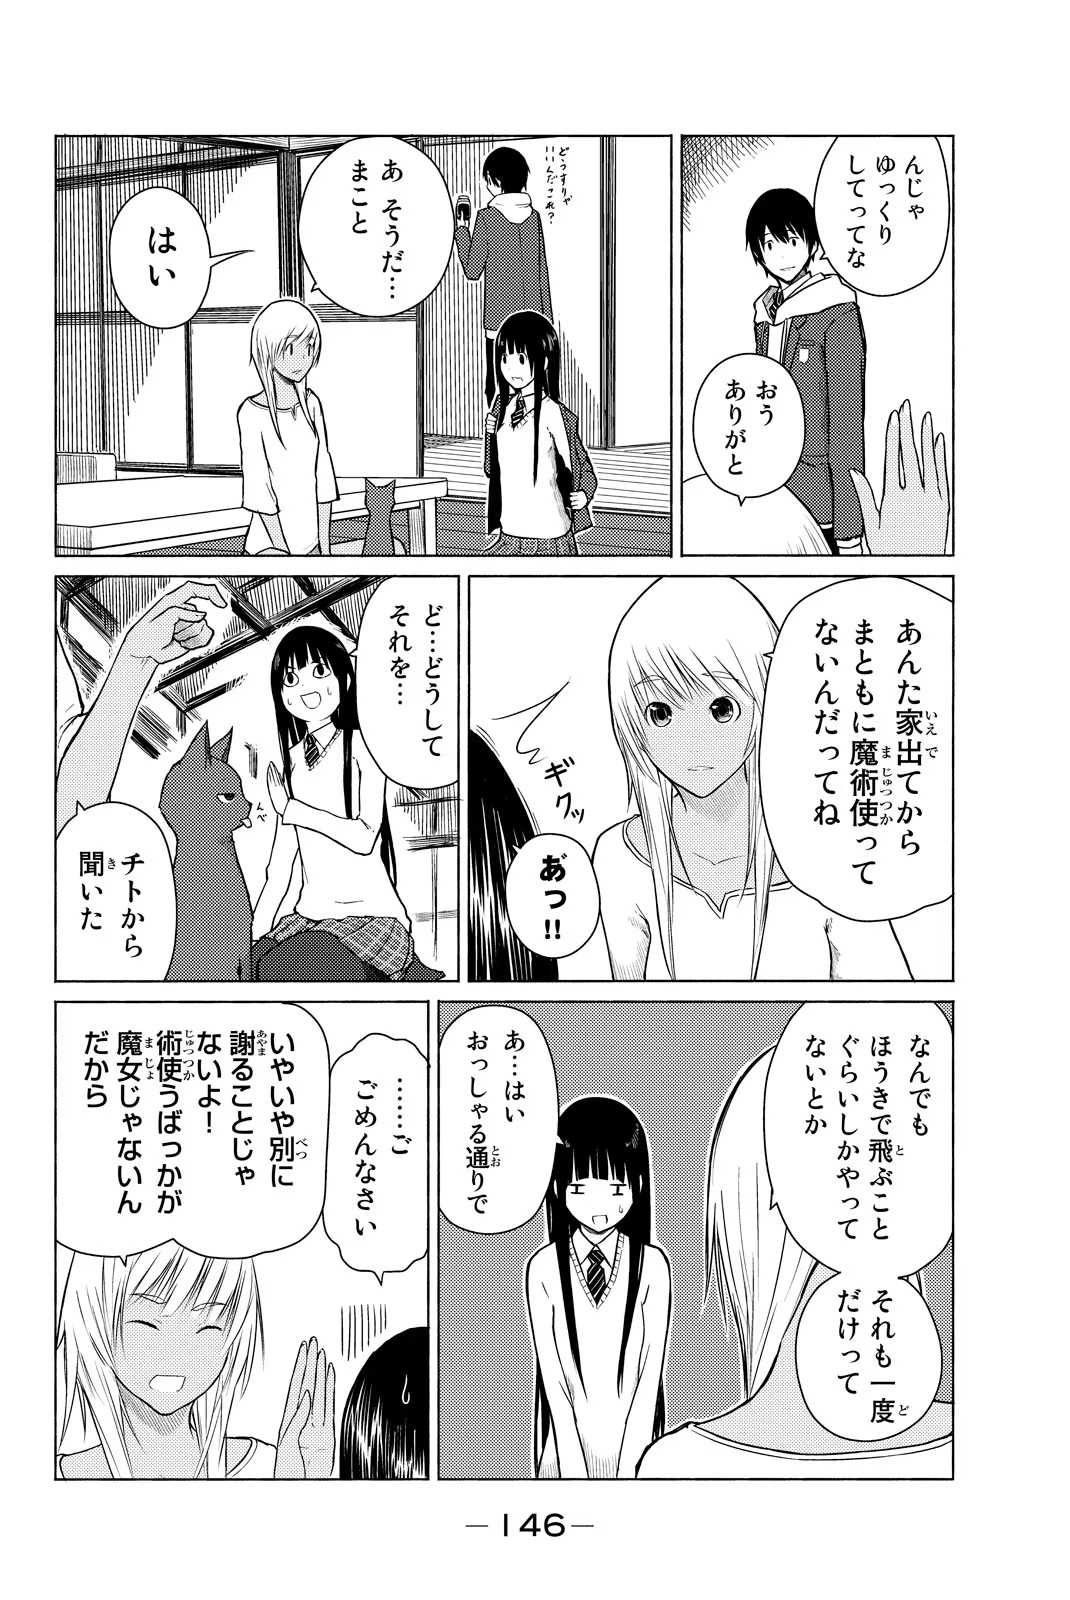 んじゃ
ゆっくり
してってな
おう
ありがと
どうすりゃ
いいんだこれ？
あ そうだ…
まこと
はい
あんた家出てから
まともに魔術使って
ないんだってね
ギクッ
あ゛っ!!
ど…どうして
それを…
んべ
チトから
聞いた
なんでも
ほうきで飛ぶこと
ぐらいしかやって
ないとか
それも一度
だけって
あ…はい
おっしゃる通りで
……ご
ごめんなさい
いやいや別に
謝ることじゃ
ないよ！
術使うばっかが
魔女じゃないん
だから
—146—